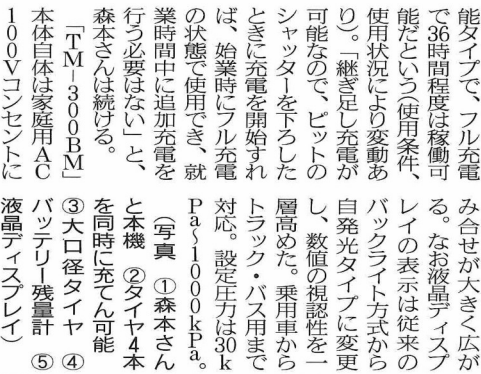 能タイプで、フル充電
で36時間程度は稼働可
能だという(使用条件、
使用状況により変動あ
り)。「継ぎ足し充電が
可能なので、ピットの
シャッターを下ろした
ときに充電を開始すれ
ば、始業時にフル充電
の状態で使用でき、就
業時間中に追加充電を
行う必要はない」と、
森本さんは続ける。
「TM−300BM」
本体自体は家庭用AC
100Vコンセントに
み合せが大きく広が
る。なお液晶ディスプ
レイの表示は従来の
バックライト方式から
自発光タイプに変更
し、数値の視認性を一
層高めた。乗用車から
トラック・バス用まで
対応。設定圧力は30k
Pa〜1000kPa。
(写真 ①森本さん
と本機 ②タイヤ4本
を同時に充てん可能
③大口径タイヤ ④
バッテリー残量計 ⑤
液晶ディスプレイ)